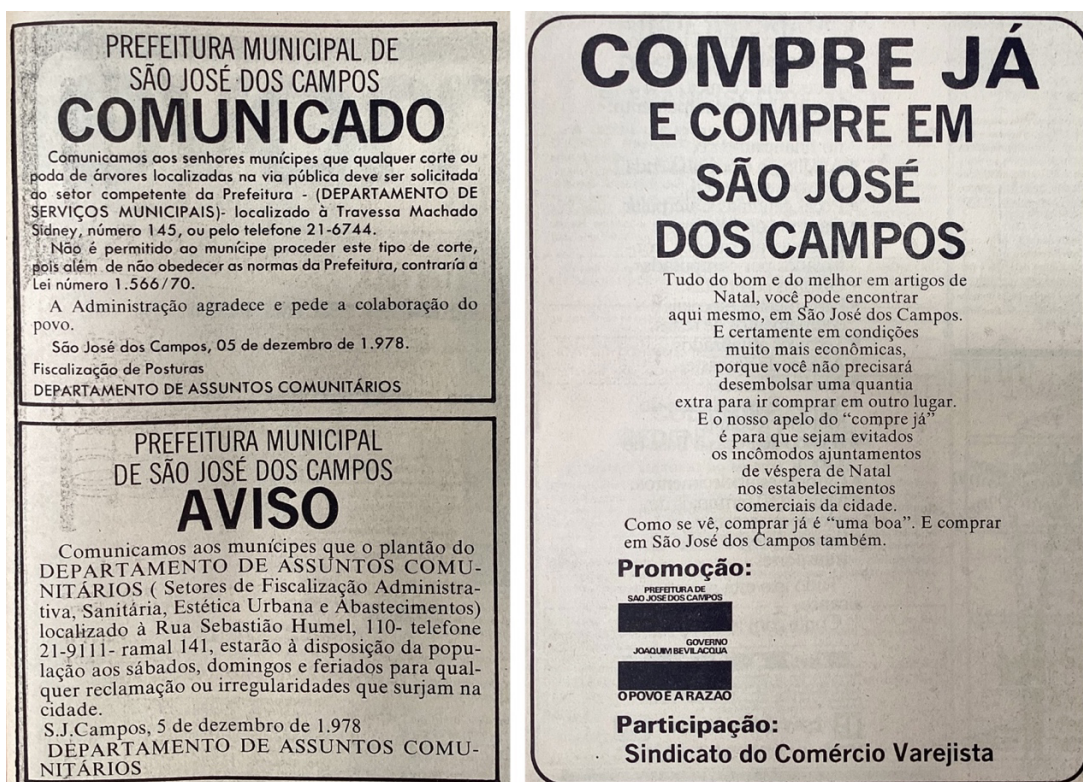 PREFEITURA MUNICIPAL DE
SÃO JOSÉ DOS CAMPOS
COMUNICADO
Comunicamos aos senhores munícipes que qualquer corte ou
poda de árvores localizadas na via pública deve ser solicitada
ao setor competente da Prefeitura - (DEPARTAMENTO DE
SERVIÇOS MUNICIPAIS)- localizado à Travessa Machado
Sidney, número 145, ou pelo telefone 21-6744.
Não é permitido ao munícipe proceder este tipo de corte,
pois além de não obedecer as normas da Prefeitura, contraría a
Lei número 1.566/70.
A Administração agradece e pede a colaboração do
povo.
São José dos Campos, 05 de dezembro de 1.978.
Fiscalização de Posturas
DEPARTAMENTO DE ASSUNTOS COMUNITÁRIOS
PREFEITURA MUNICIPAL
DE SÃO JOSÉ DOS CAMPOS
AVISO
Comunicamos aos munícipes que o plantão do
DEPARTAMENTO DE ASSUNTOS COMU-
NITÁRIOS ( Setores de Fiscalização Administra-
tiva, Sanitária, Estética Urbana e Abastecimentos)
localizado à Rua Sebastião Humel, 110- telefone
21-9111- ramal 141, estarão à disposição da popu-
lação aos sábados, domingos e feriados para qual-
quer reclamação ou irregularidades que surjam na
cidade.
S.J.Campos, 5 de dezembro de 1.978
DEPARTAMENTO DE ASSUNTOS COMU-
NITÁRIOS
COMPRE JÁ
E COMPRE EM
SÃO JOSÉ
DOS CAMPOS
Tudo do bom e do melhor em artigos de
Natal, você pode encontrar
aqui mesmo, em São José dos Campos.
E certamente em condições
muito mais econômicas,
porque você não precisará
desembolsar uma quantia
extra para ir comprar em outro lugar.
E o nosso apelo do “compre já”
é para que sejam evitados
os incômodos ajuntamentos
de véspera de Natal
nos estabelecimentos
comerciais da cidade.
Como se vê, comprar já é “uma boa”. E comprar
em São José dos Campos também.
Promoção:
PREFEITURA DE
SAO JOSE DOS CAMPOS
GOVERNO
JOAQUIM BEVILACQUA
O POVO E A RAZAO
Participação:
Sindicato do Comércio Varejista